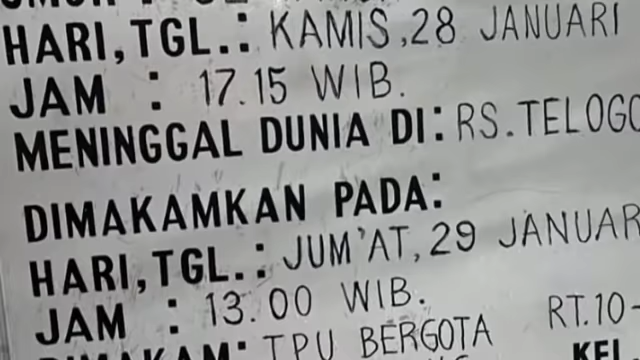 HARI,TGL.: KAMIS,28 JANUARI
JAM : 17.15 WIB.
MENINGGAL DUNIA DI: RS.TELOGO
DIMAKAMKAN PADA:
HARI,TGL.: JUM'AT,29 JANUAR
JAM : 13.00 WIB.
RT.10-
TPU BERGOTA
KEL